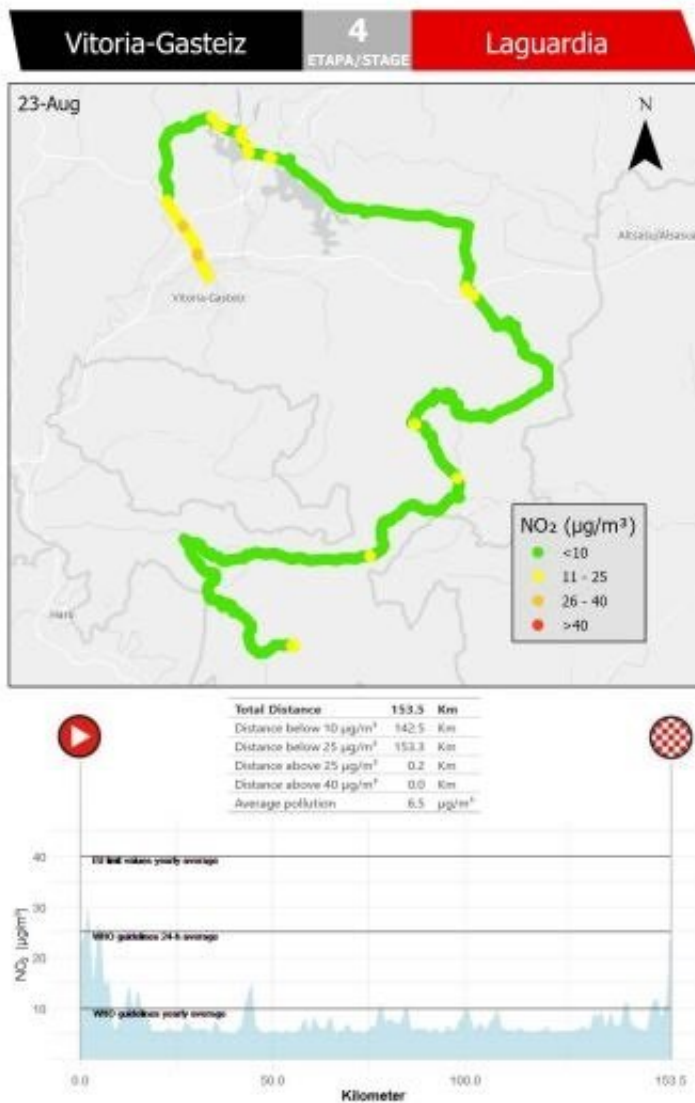 Vitoria-Gasteiz
4
ETAPA/STAGE
Laguardia
23-Aug
N
Altsasu/Alsasua
Vitoria-Gasteiz
Haro
NO₂ (µg/m³)
<10
11 - 25
26 - 40
>40
Total Distance 153.5 Km
Distance below 10 µg/m³ 142.5 Km
Distance below 25 µg/m³ 153.3 Km
Distance above 25 µg/m³ 0.2 Km
Distance above 40 µg/m³ 0.0 Km
Average pollution 6.5 µg/m³
40
EU limit values yearly average
30
WHO guidelines 24-h average
20
10
WHO guidelines yearly average
NO₂ (µg/m³)
0.0 50.0 100.0 153.5
Kilometer